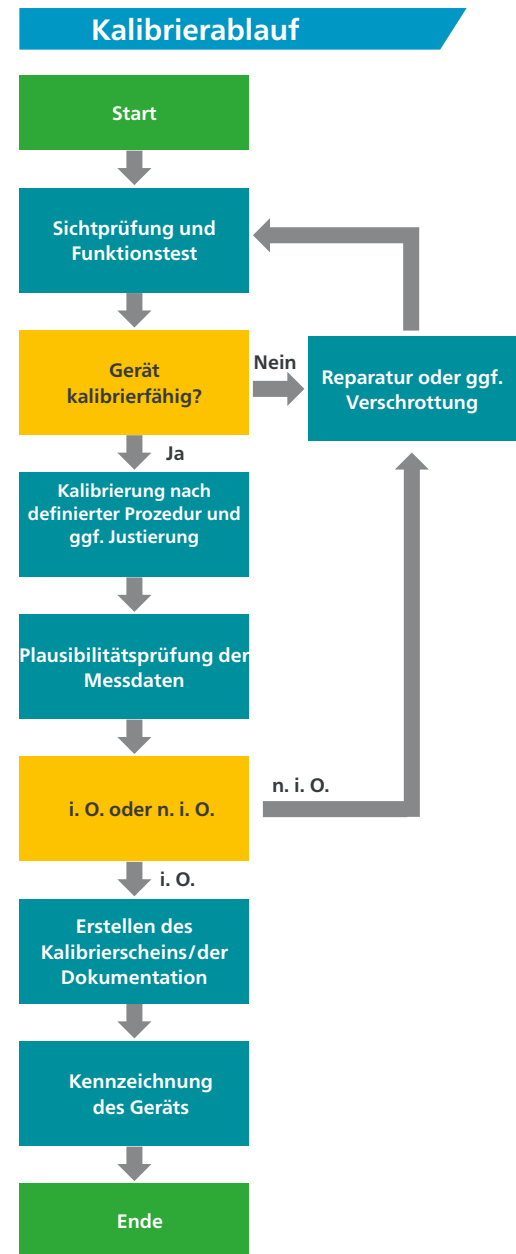 Kalibrierablauf
Start
Sichtprüfung und
Funktionstest
Gerät
kalibrierfähig?
Nein
Reparatur oder ggf.
Verschrottung
Ja
Kalibrierung nach
definierter Prozedur und
ggf. Justierung
Plausibilitätsprüfung der
Messdaten
i. O. oder n. i. O.
n. i. O.
i. O.
Erstellen des
Kalibrierscheins/der
Dokumentation
Kennzeichnung
des Geräts
Ende